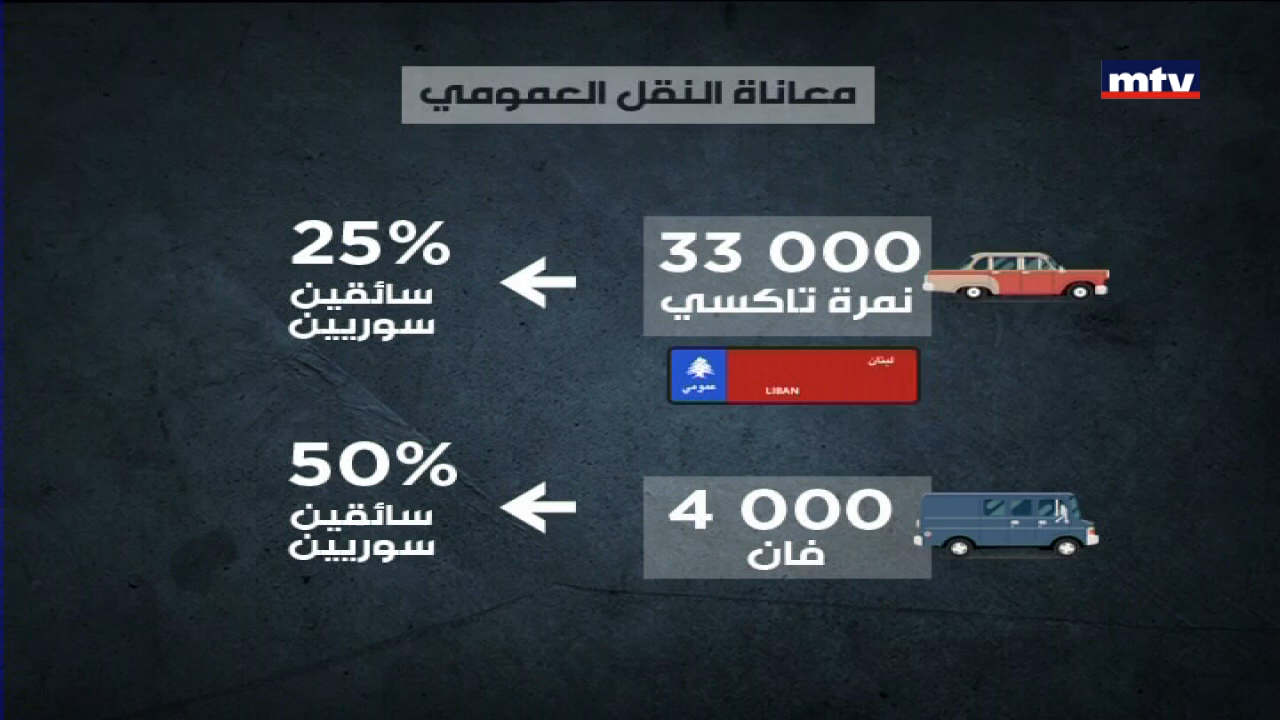 mtv
معاناة النقل العمومي
33 000
نمرة تاكسي
25%
سائقين
سوريين
لبنان
عمومي
LIBAN
4 000
فان
50%
سائقين
سوريين